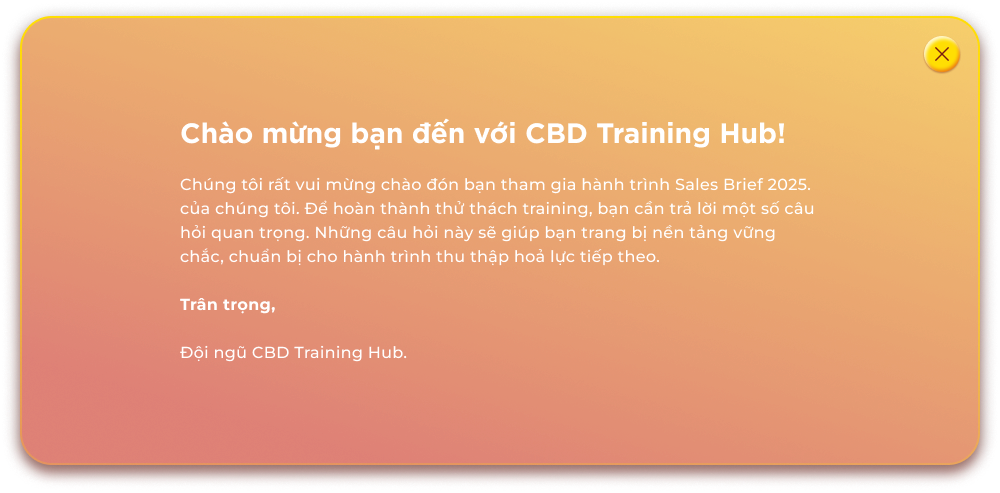 Chào mừng bạn đến với CBD Training Hub!
Chúng tôi rất vui mừng chào đón bạn tham gia hành trình Sales Brief 2025.
của chúng tôi. Để hoàn thành thử thách training, bạn cần trả lời một số câu
hỏi quan trọng. Những câu hỏi này sẽ giúp bạn trang bị nền tảng vững
chắc, chuẩn bị cho hành trình thu thập hoả lực tiếp theo.
Trân trọng,
Đội ngũ CBD Training Hub.